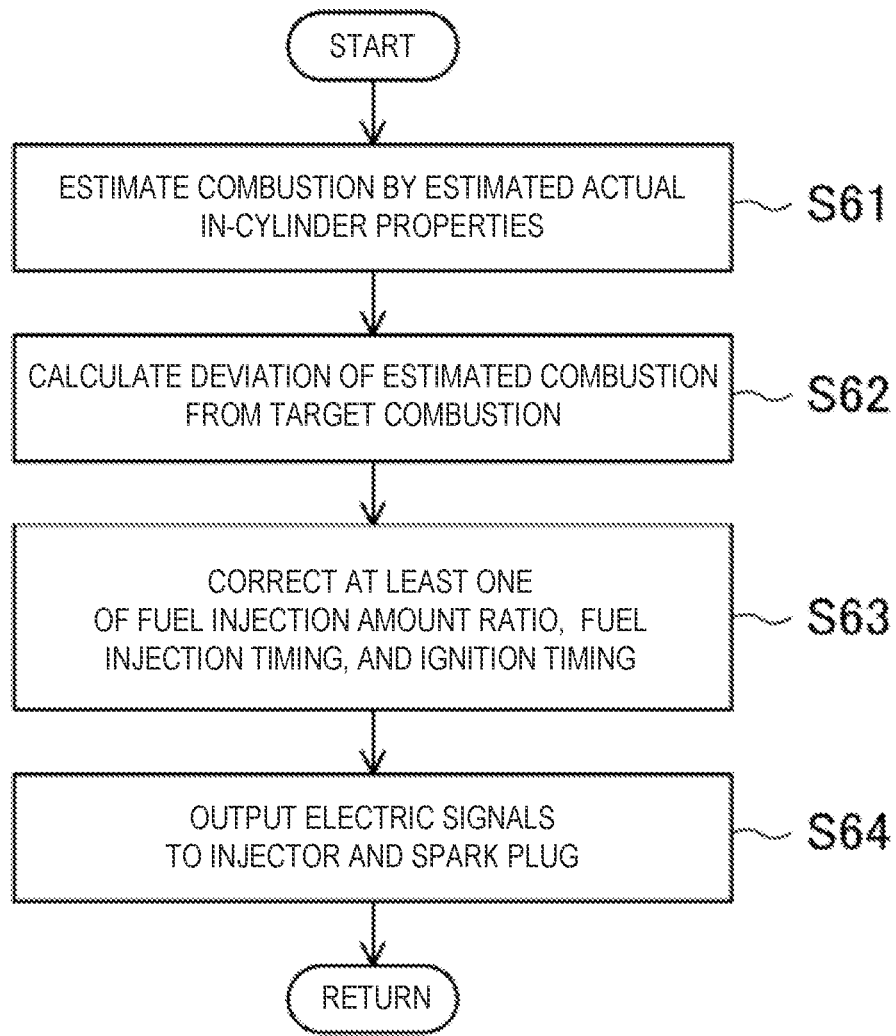 START
ESTIMATE COMBUSTION BY ESTIMATED ACTUAL
IN-CYLINDER PROPERTIES
S61
CALCULATE DEVIATION OF ESTIMATED COMBUSTION
FROM TARGET COMBUSTION
S62
CORRECT AT LEAST ONE
OF FUEL INJECTION AMOUNT RATIO, FUEL
INJECTION TIMING, AND IGNITION TIMING
S63
OUTPUT ELECTRIC SIGNALS
TO INJECTOR AND SPARK PLUG
S64
RETURN